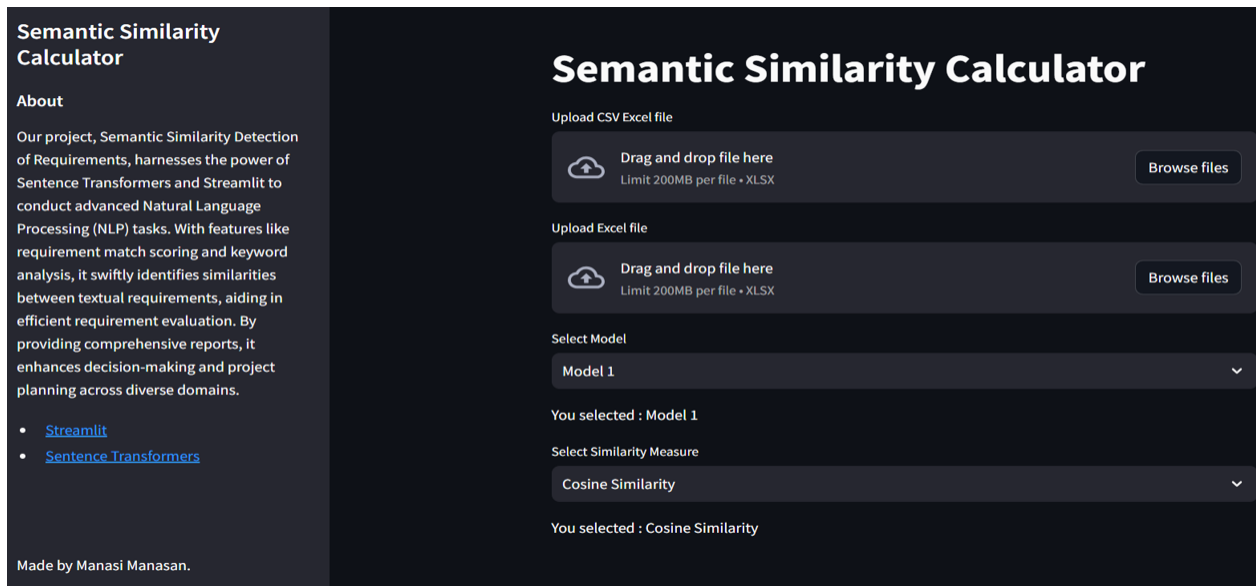 Semantic Similarity
Calculator
About
Our project, Semantic Similarity Detection
of Requirements, harnesses the power of
Sentence Transformers and Streamlit to
conduct advanced Natural Language
Processing (NLP) tasks. With features like
requirement match scoring and keyword
analysis, it swiftly identifies similarities
between textual requirements, aiding in
efficient requirement evaluation. By
providing comprehensive reports, it
enhances decision-making and project
planning across diverse domains.
• Streamlit
• Sentence Transformers
Made by Manasi Manasan.
Semantic Similarity Calculator
Upload CSV Excel file
Drag and drop file here
Limit 200MB per file • XLSX
Browse files
Upload Excel file
Drag and drop file here
Limit 200MB per file • XLSX
Browse files
Select Model
Model 1
You selected : Model 1
Select Similarity Measure
Cosine Similarity
You selected : Cosine Similarity